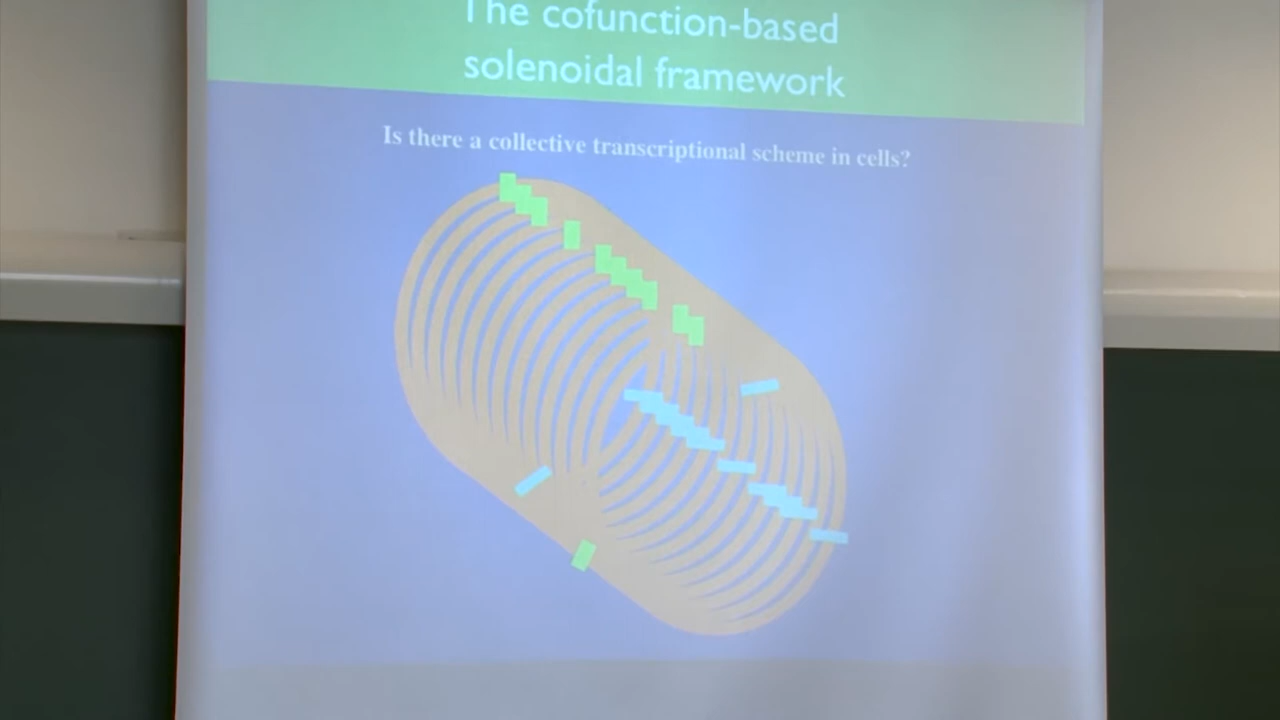 The cofunction-based
solenoidal framework
Is there a collective transcriptional scheme in cells?